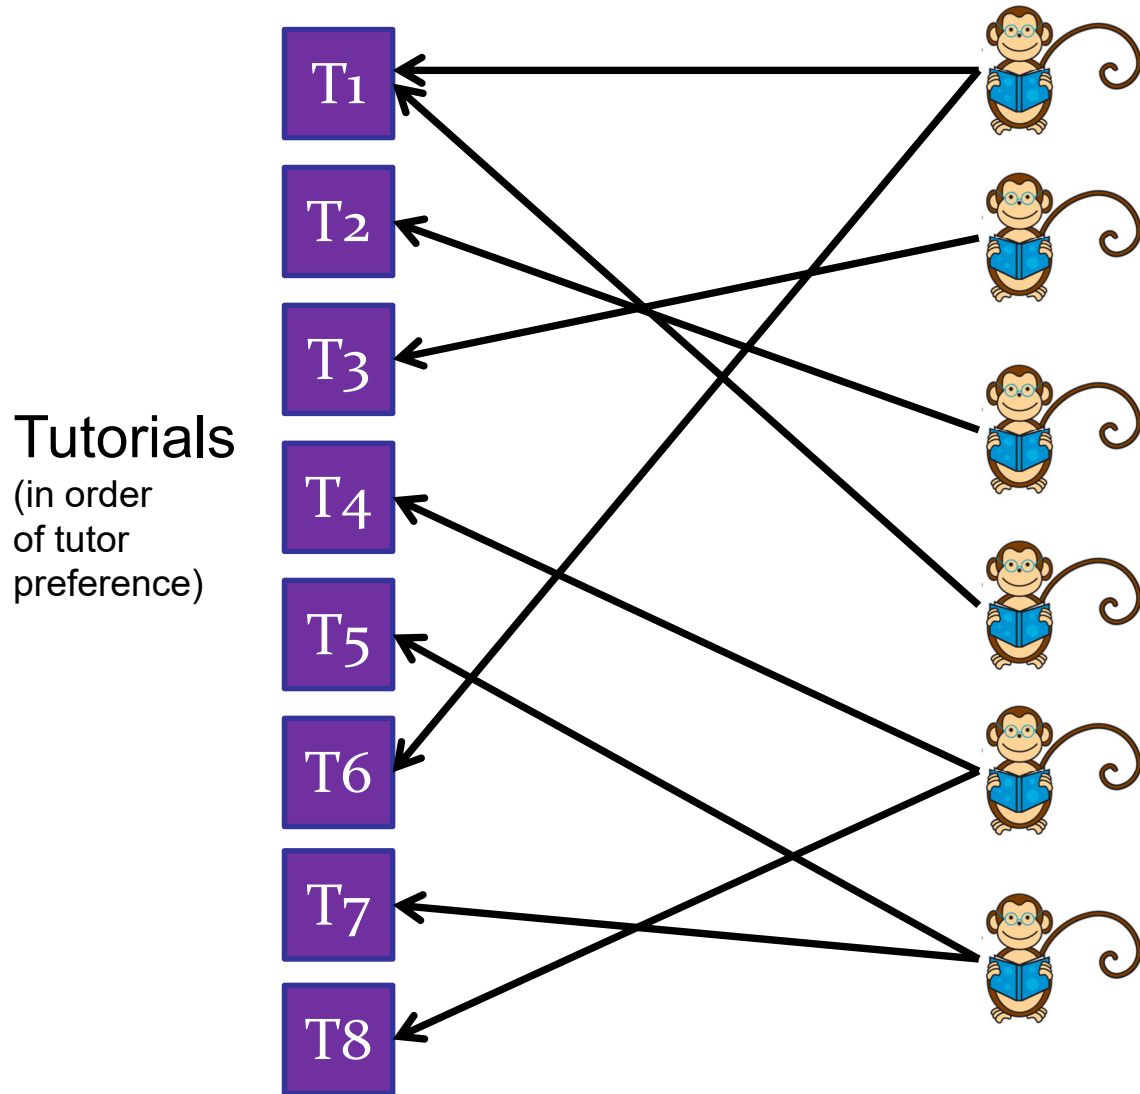 T1
T2
T3
Tutorials
(in order
of tutor
preference)
T4
T5
T6
T7
T8